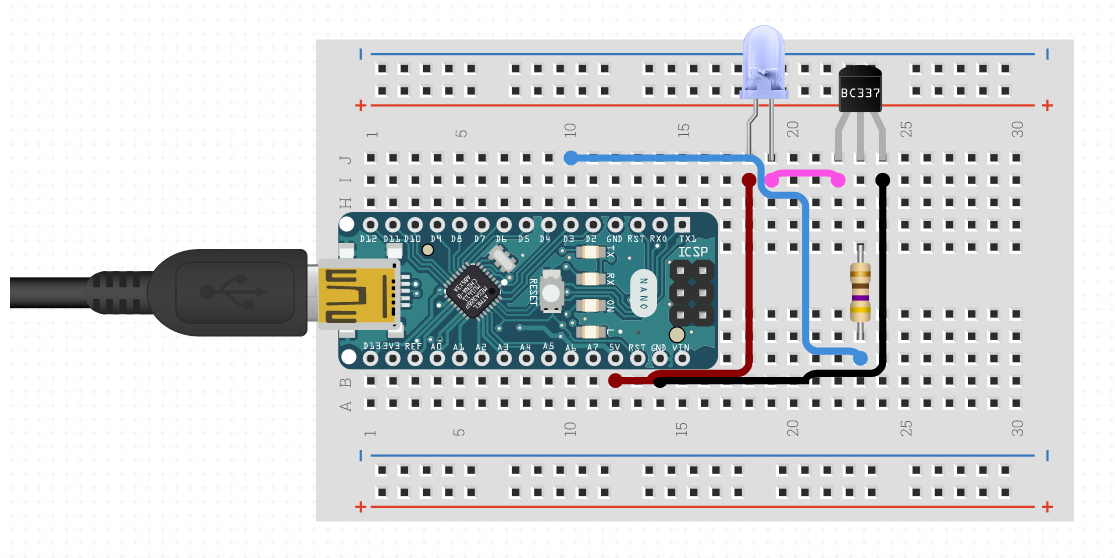 BC337
1 5 10 15 20 25 30
J
I
H
D12 D11 D10 D9 D8 D7 D6 D5 D4 D3 D2 GND RST RX0 TX1
ICSP
TX
RX
ON
L
RESET
NANO
D13 3V3 REF A0 A1 A2 A3 A4 A5 A6 A7 5V RST GND VIN
B
A
1 5 10 15 20 25 30